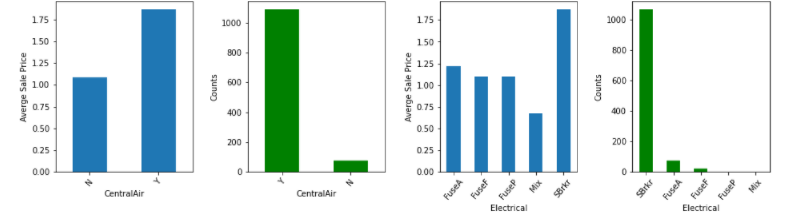 Averge Sale Price
1.75
1.50
1.25
1.00
0.75
0.50
0.25
0.00
N Y
CentralAir
Counts
1000
800
600
400
200
0
Y N
CentralAir
Averge Sale Price
1.75
1.50
1.25
1.00
0.75
0.50
0.25
0.00
FuseA FuseF FuseP Mix SBrkr
Electrical
Counts
1000
800
600
400
200
0
SBrkr FuseA FuseF FuseP Mix
Electrical